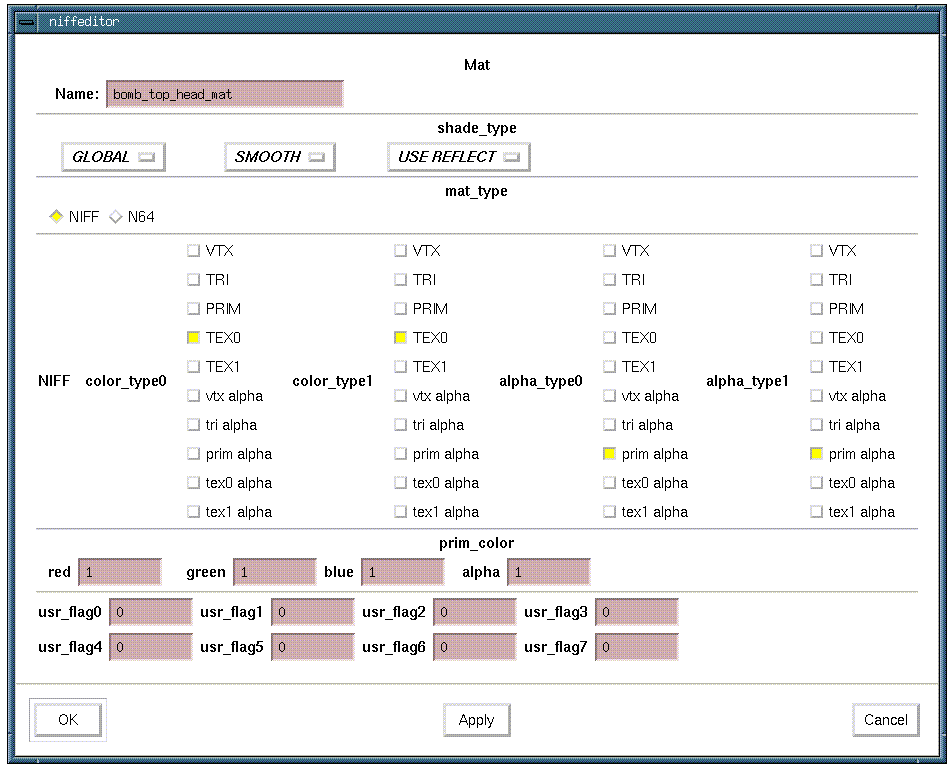 niffeditor
Mat
Name: bomb_top_head_mat
shade_type
GLOBAL SMOOTH USE REFLECT
mat_type
NIFF N64
VTX VTX VTX VTX
TRI TRI TRI TRI
PRIM PRIM PRIM PRIM
TEX0 TEX0 TEX0 TEX0
TEX1 TEX1 TEX1 TEX1
NIFF color_type0 color_type1 alpha_type0 alpha_type1
vtx alpha vtx alpha vtx alpha vtx alpha
tri alpha tri alpha tri alpha tri alpha
prim alpha prim alpha prim alpha prim alpha
tex0 alpha tex0 alpha tex0 alpha tex0 alpha
tex1 alpha tex1 alpha tex1 alpha tex1 alpha
prim_color
red 1 green 1 blue 1 alpha 1
usr_flag0 0 usr_flag1 0 usr_flag2 0 usr_flag3 0
usr_flag4 0 usr_flag5 0 usr_flag6 0 usr_flag7 0
OK Apply Cancel